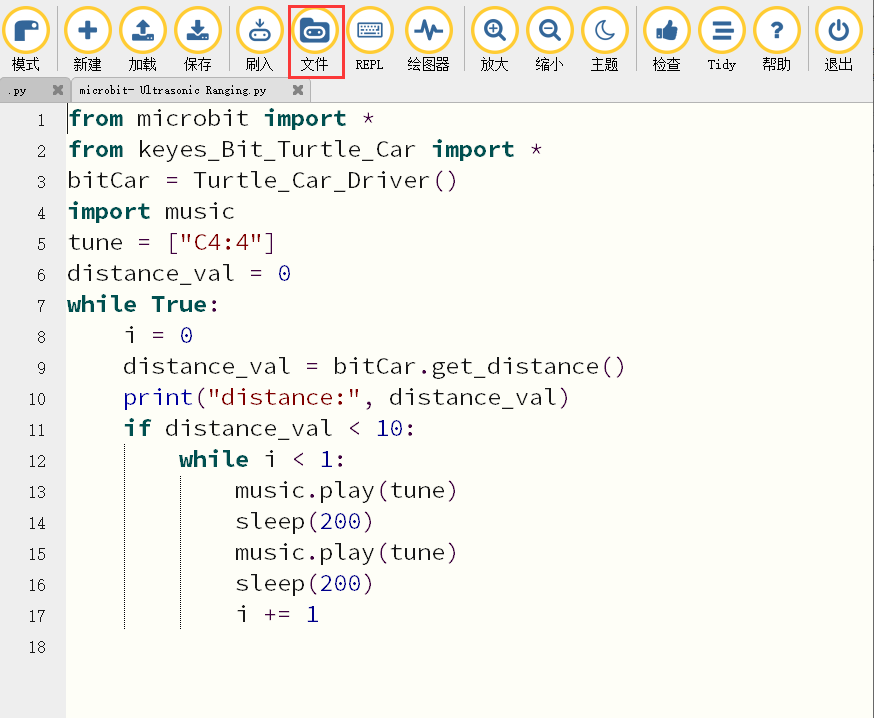 模式 新建 加载 保存 刷入 文件 REPL 绘图器 放大 缩小 主题 检查 Tidy 帮助 退出
.py microbit- Ultrasonic Ranging.py
1 from microbit import *
2 from keyes_Bit_Turtle_Car import *
3 bitCar = Turtle_Car_Driver()
4 import music
5 tune = ["C4:4"]
6 distance_val = 0
7 while True:
8     i = 0
9     distance_val = bitCar.get_distance()
10     print("distance:", distance_val)
11     if distance_val < 10:
12         while i < 1:
13             music.play(tune)
14             sleep(200)
15             music.play(tune)
16             sleep(200)
17             i += 1
18